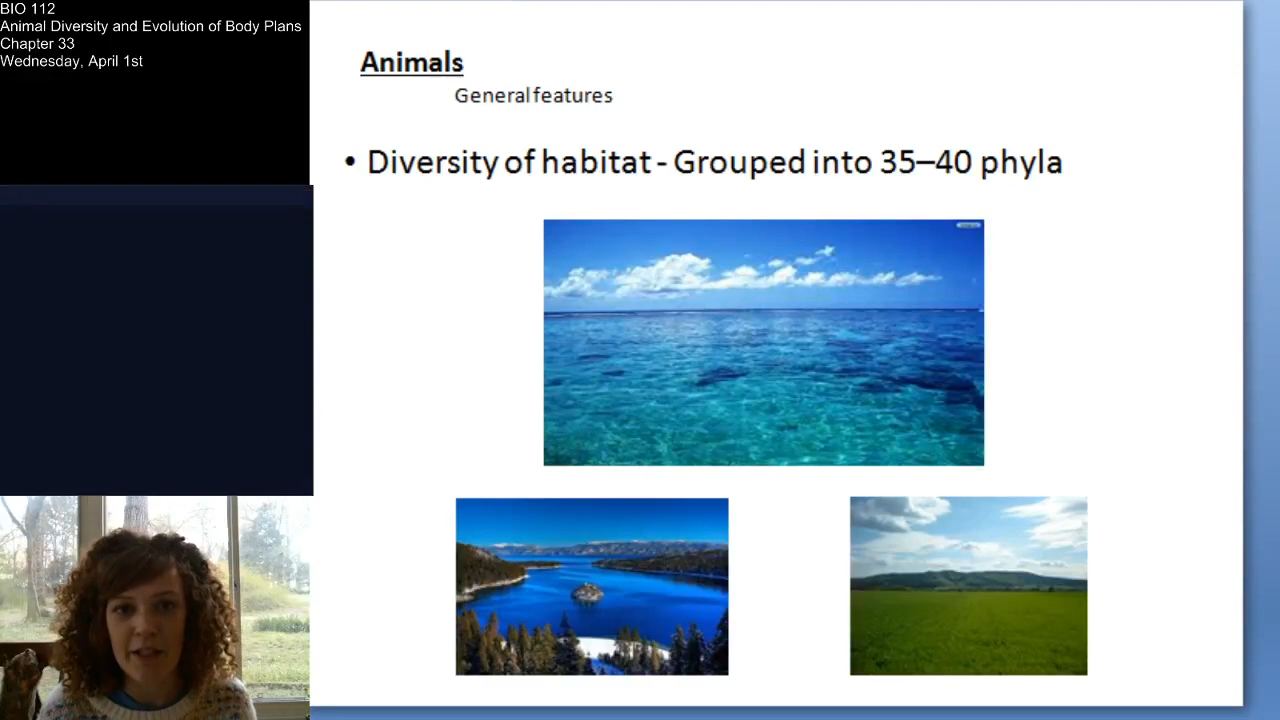 BIO 112
Animal Diversity and Evolution of Body Plans
Chapter 33
Wednesday, April 1st
Animals
General features
• Diversity of habitat - Grouped into 35–40 phyla